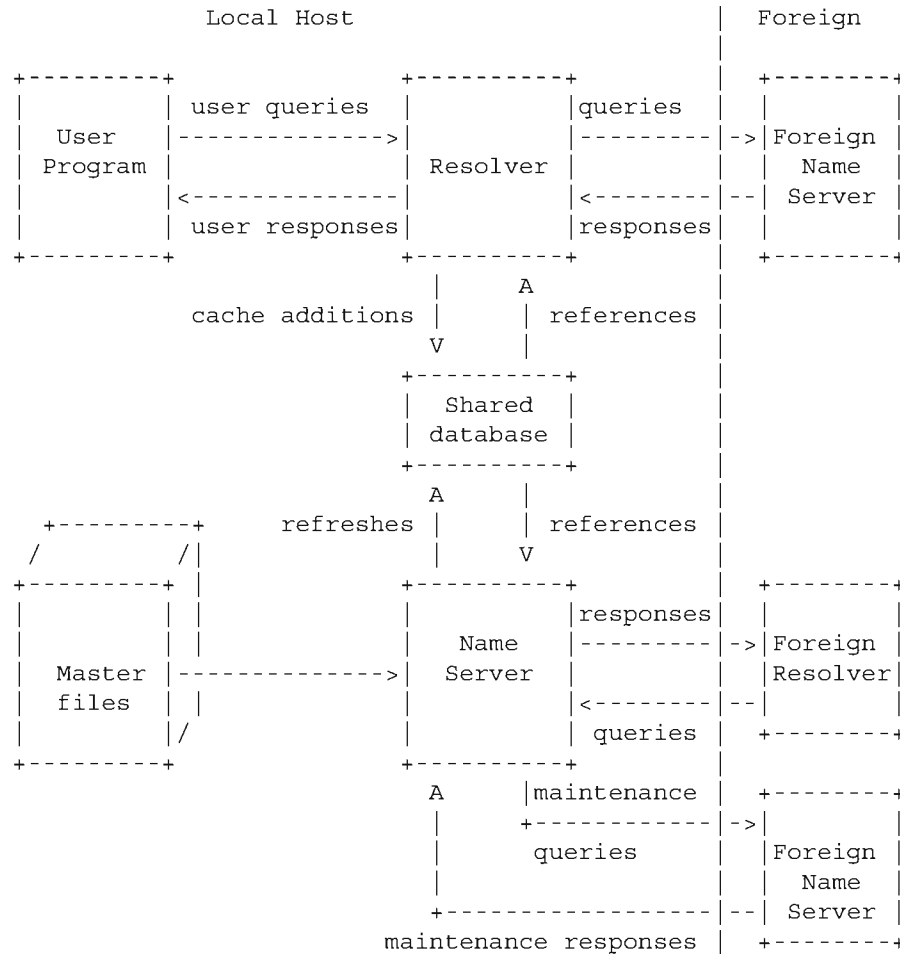 Local Host | Foreign
user queries queries
User Foreign
Program Resolver Name
Server
user responses responses
A
cache additions references
V
Shared
database
A
refreshes references
V
responses
Name Foreign
Master Server Resolver
files
queries
A maintenance
queries Foreign
Name
Server
maintenance responses |